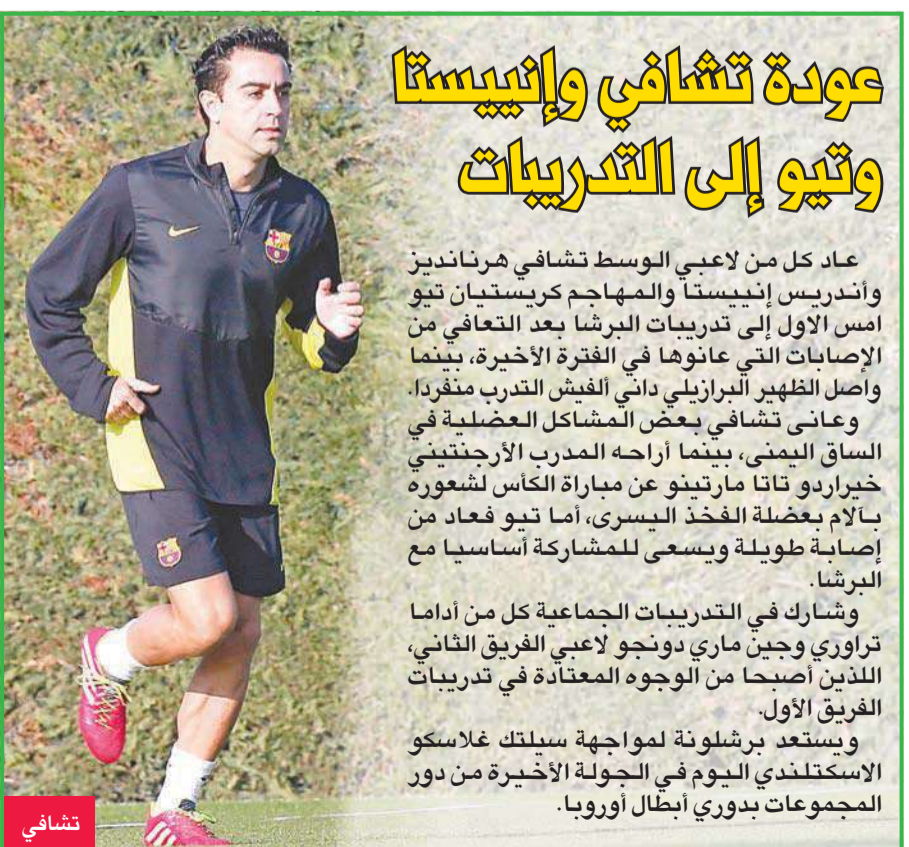 عودة تشافي وإنييستا
وتيو إلى التدريبات
عاد كل من لاعبي الوسط تشافي هرنانديز
وأندريس إنييستا والمهاجم كريستيان تيو
امس الاول إلى تدريبات البرشا بعد التعافي من
الإصابات التي عانوها في الفترة الأخيرة، بينما
واصل الظهير البرازيلي داني ألفيش التدرب منفردا.
وعانى تشافي بعض المشاكل العضلية في
الساق اليمنى، بينما أراحه المدرب الأرجنتيني
خيراردو تاتا مارتينو عن مباراة الكأس لشعوره
بآلام بعضلة الفخذ اليسرى، أما تيو فعاد من
إصابة طويلة ويسعى للمشاركة أساسيا مع
البرشا.
وشارك في التدريبات الجماعية كل من أداما
تراوري وجين ماري دونجو لاعبي الفريق الثاني،
اللذين أصبحا من الوجوه المعتادة في تدريبات
الفريق الأول.
ويستعد برشلونة لمواجهة سيلتك غلاسكو
الاسكتلندي اليوم في الجولة الأخيرة من دور
المجموعات بدوري أبطال أوروبا.
تشافي